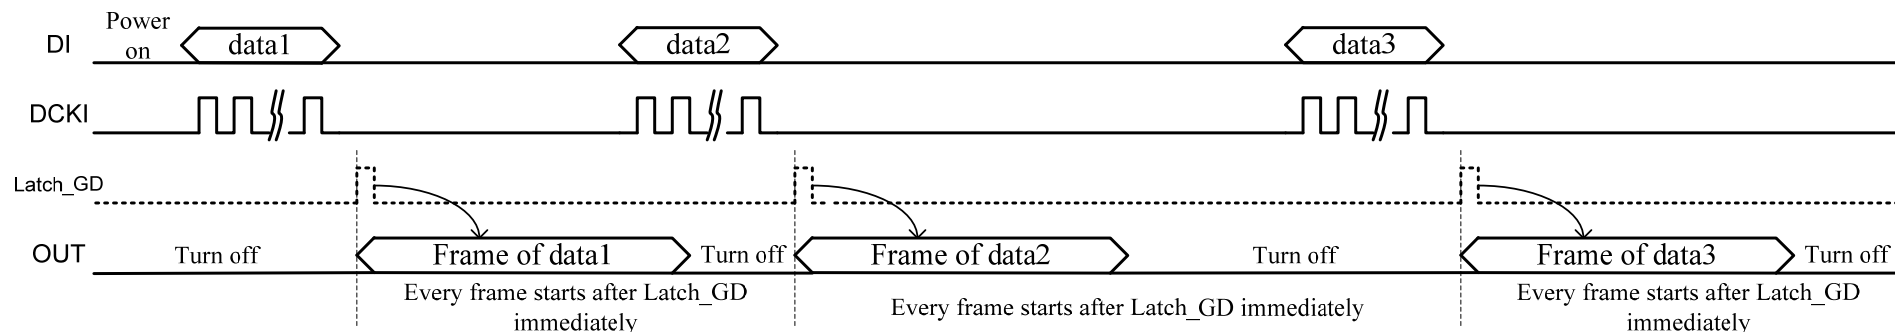 Power
on
DI
data1
data2
data3
DCKI
Latch_GD
OUT
Turn off
Frame of data1
Turn off
Frame of data2
Turn off
Frame of data3
Turn off
Every frame starts after Latch_GD
immediately
Every frame starts after Latch_GD immediately
Every frame starts after Latch_GD
immediately